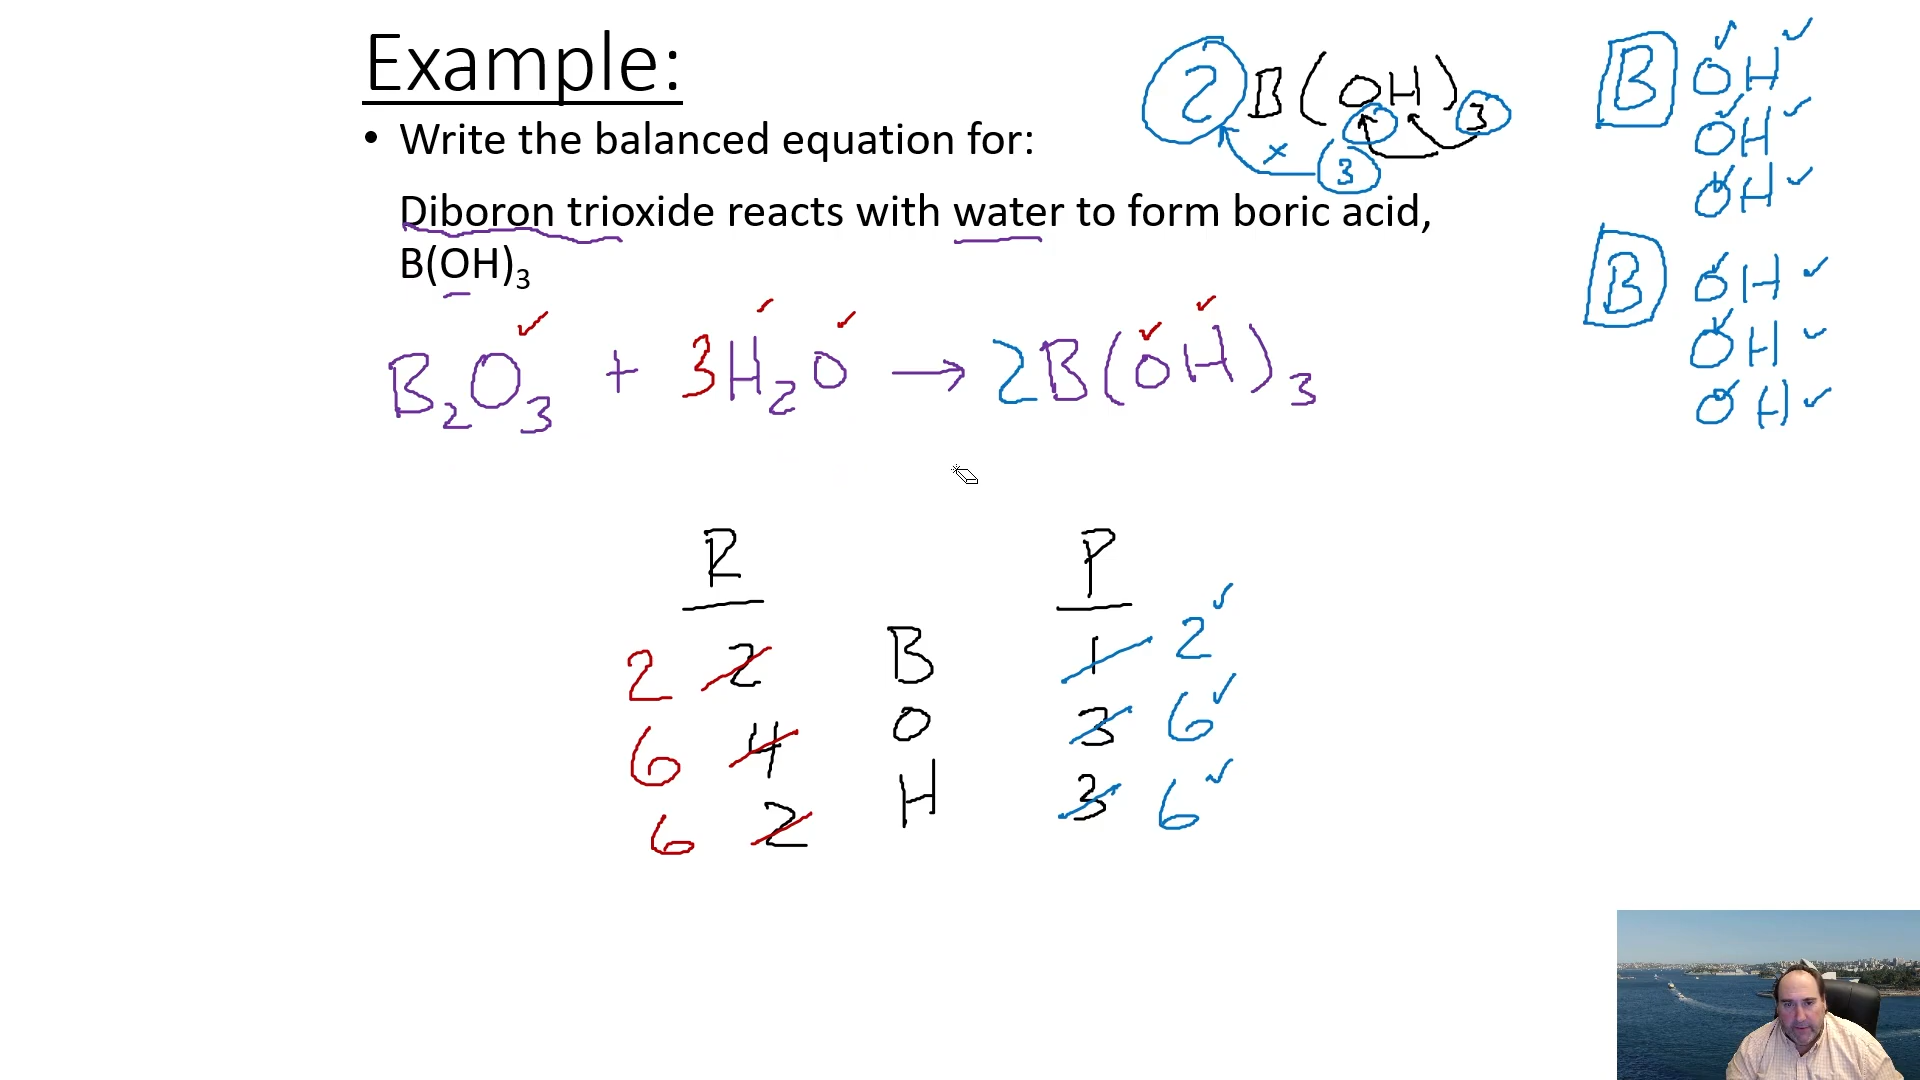 Example:
• Write the balanced equation for:
Diboron trioxide reacts with water to form boric acid,
B(OH)₃
2 B(OH)₃
x 3
B OH
OH
OH
B OH
OH
OH
B₂O₃ + 3H₂O → 2B(OH)₃
R P
2 2 B 1 2
6 4 O 3 6
6 2 H 3 6